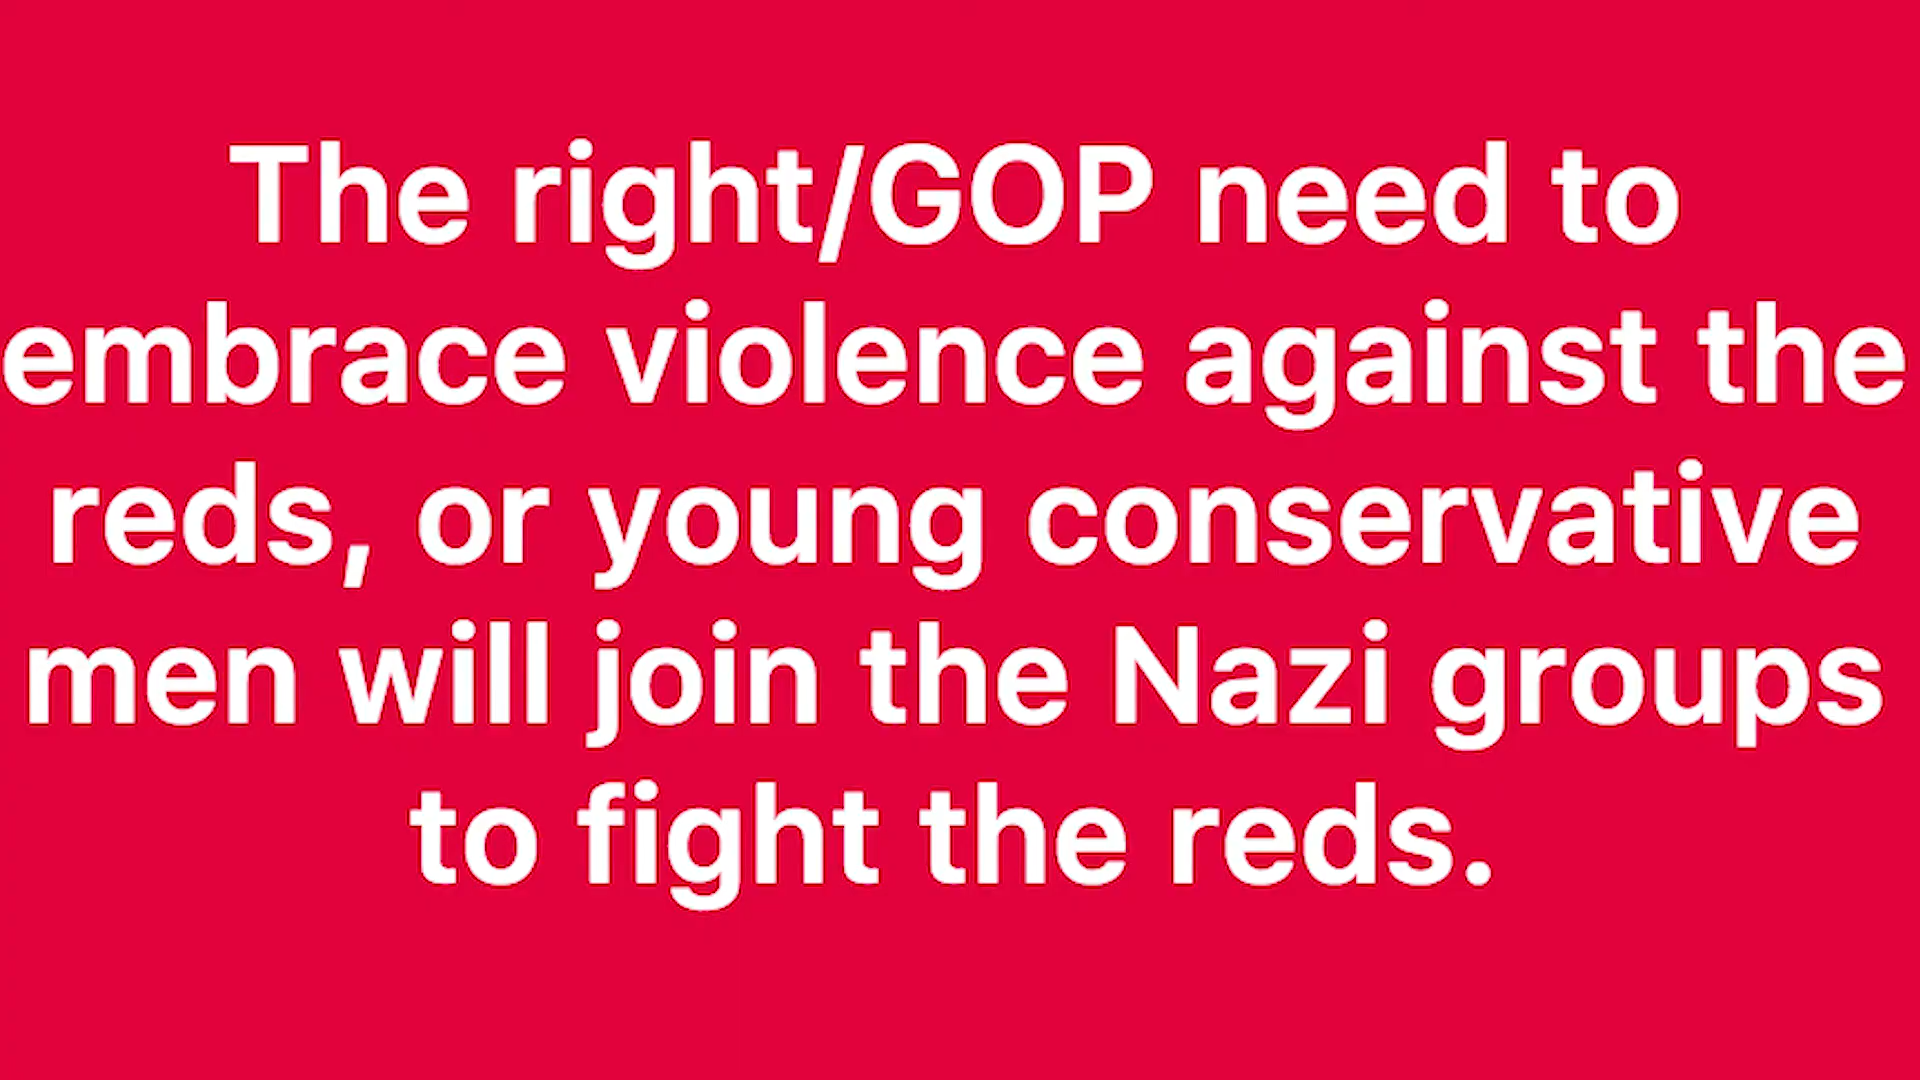 The right/GOP need to
embrace violence against the
reds, or young conservative
men will join the Nazi groups
to fight the reds.